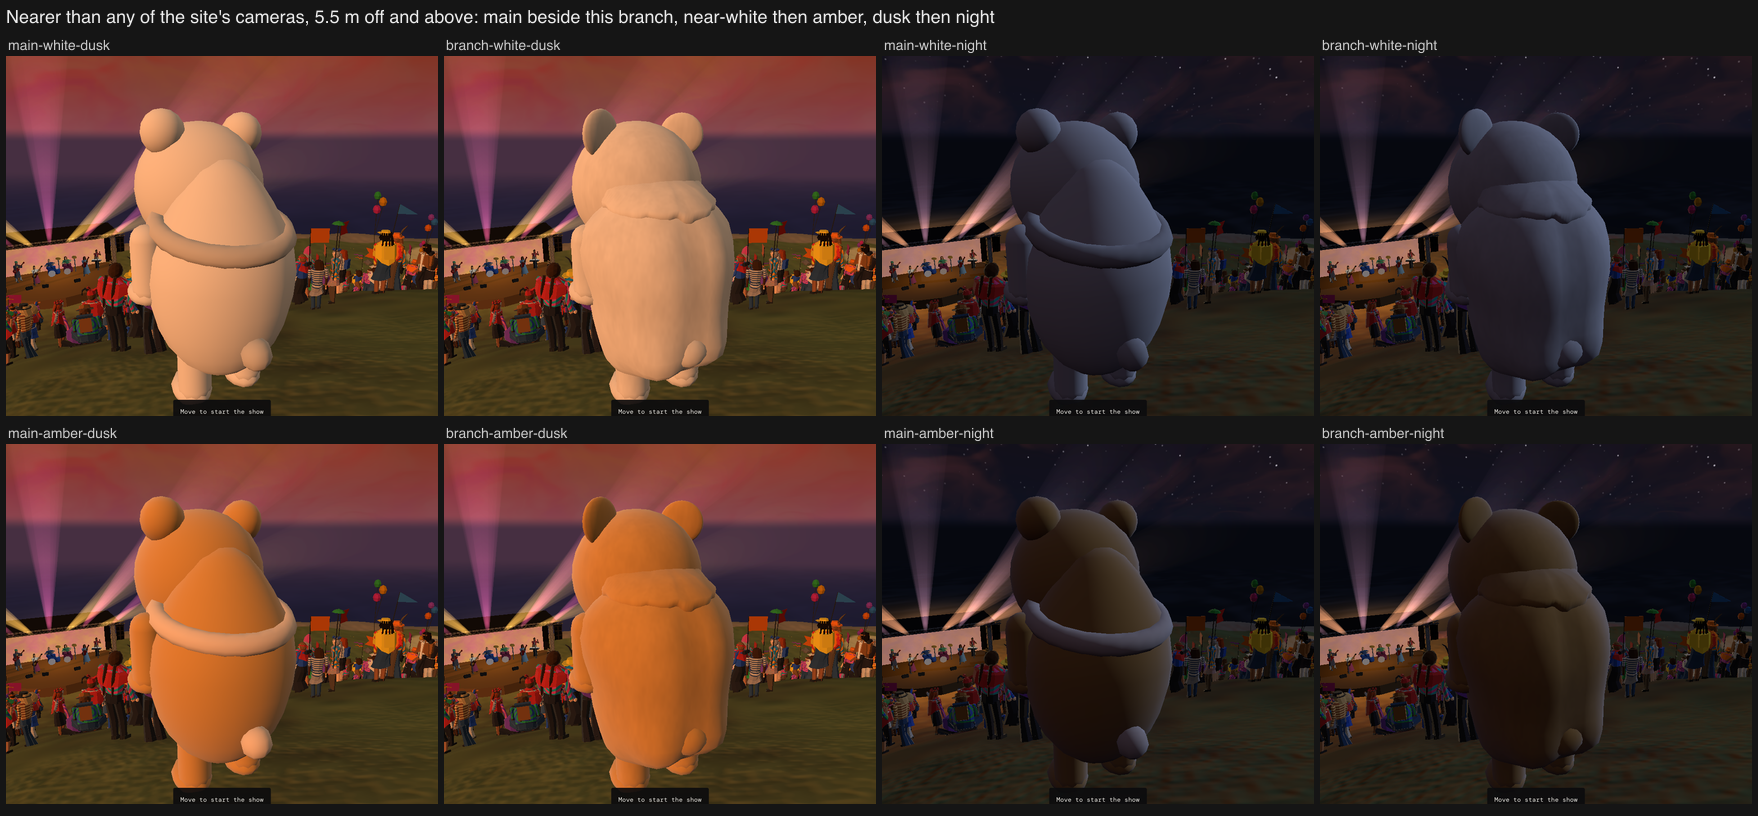 Nearer than any of the site's cameras, 5.5 m off and above: main beside this branch, near-white then amber, dusk then night
main-white-dusk
branch-white-dusk
main-white-night
branch-white-night
Move to start the show
Move to start the show
Move to start the show
Move to start the show
main-amber-dusk
branch-amber-dusk
main-amber-night
branch-amber-night
Move to start the show
Move to start the show
Move to start the show
Move to start the show